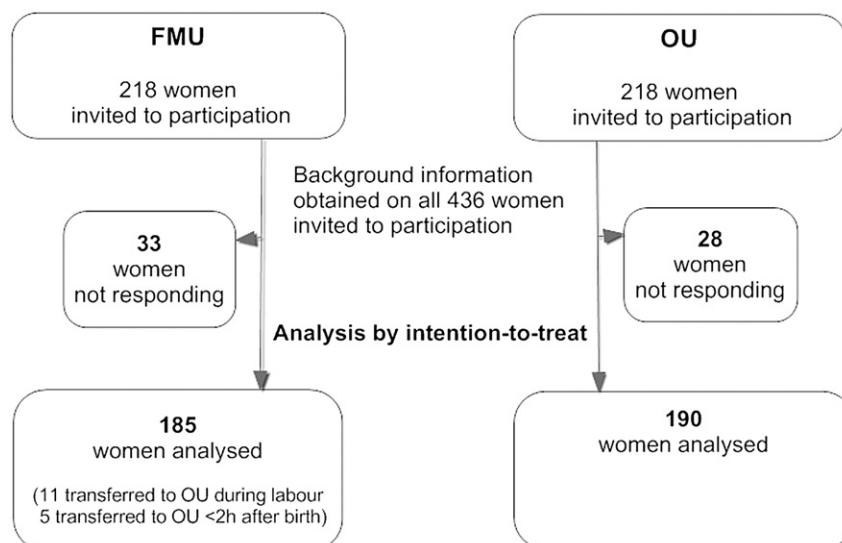 FMU
218 women
invited to participation
OU
218 women
invited to participation
Background information
obtained on all 436 women
invited to participation
33
women
not responding
28
women
not responding
Analysis by intention-to-treat
185
women analysed
(11 transferred to OU during labour
5 transferred to OU <2h after birth)
190
women analysed